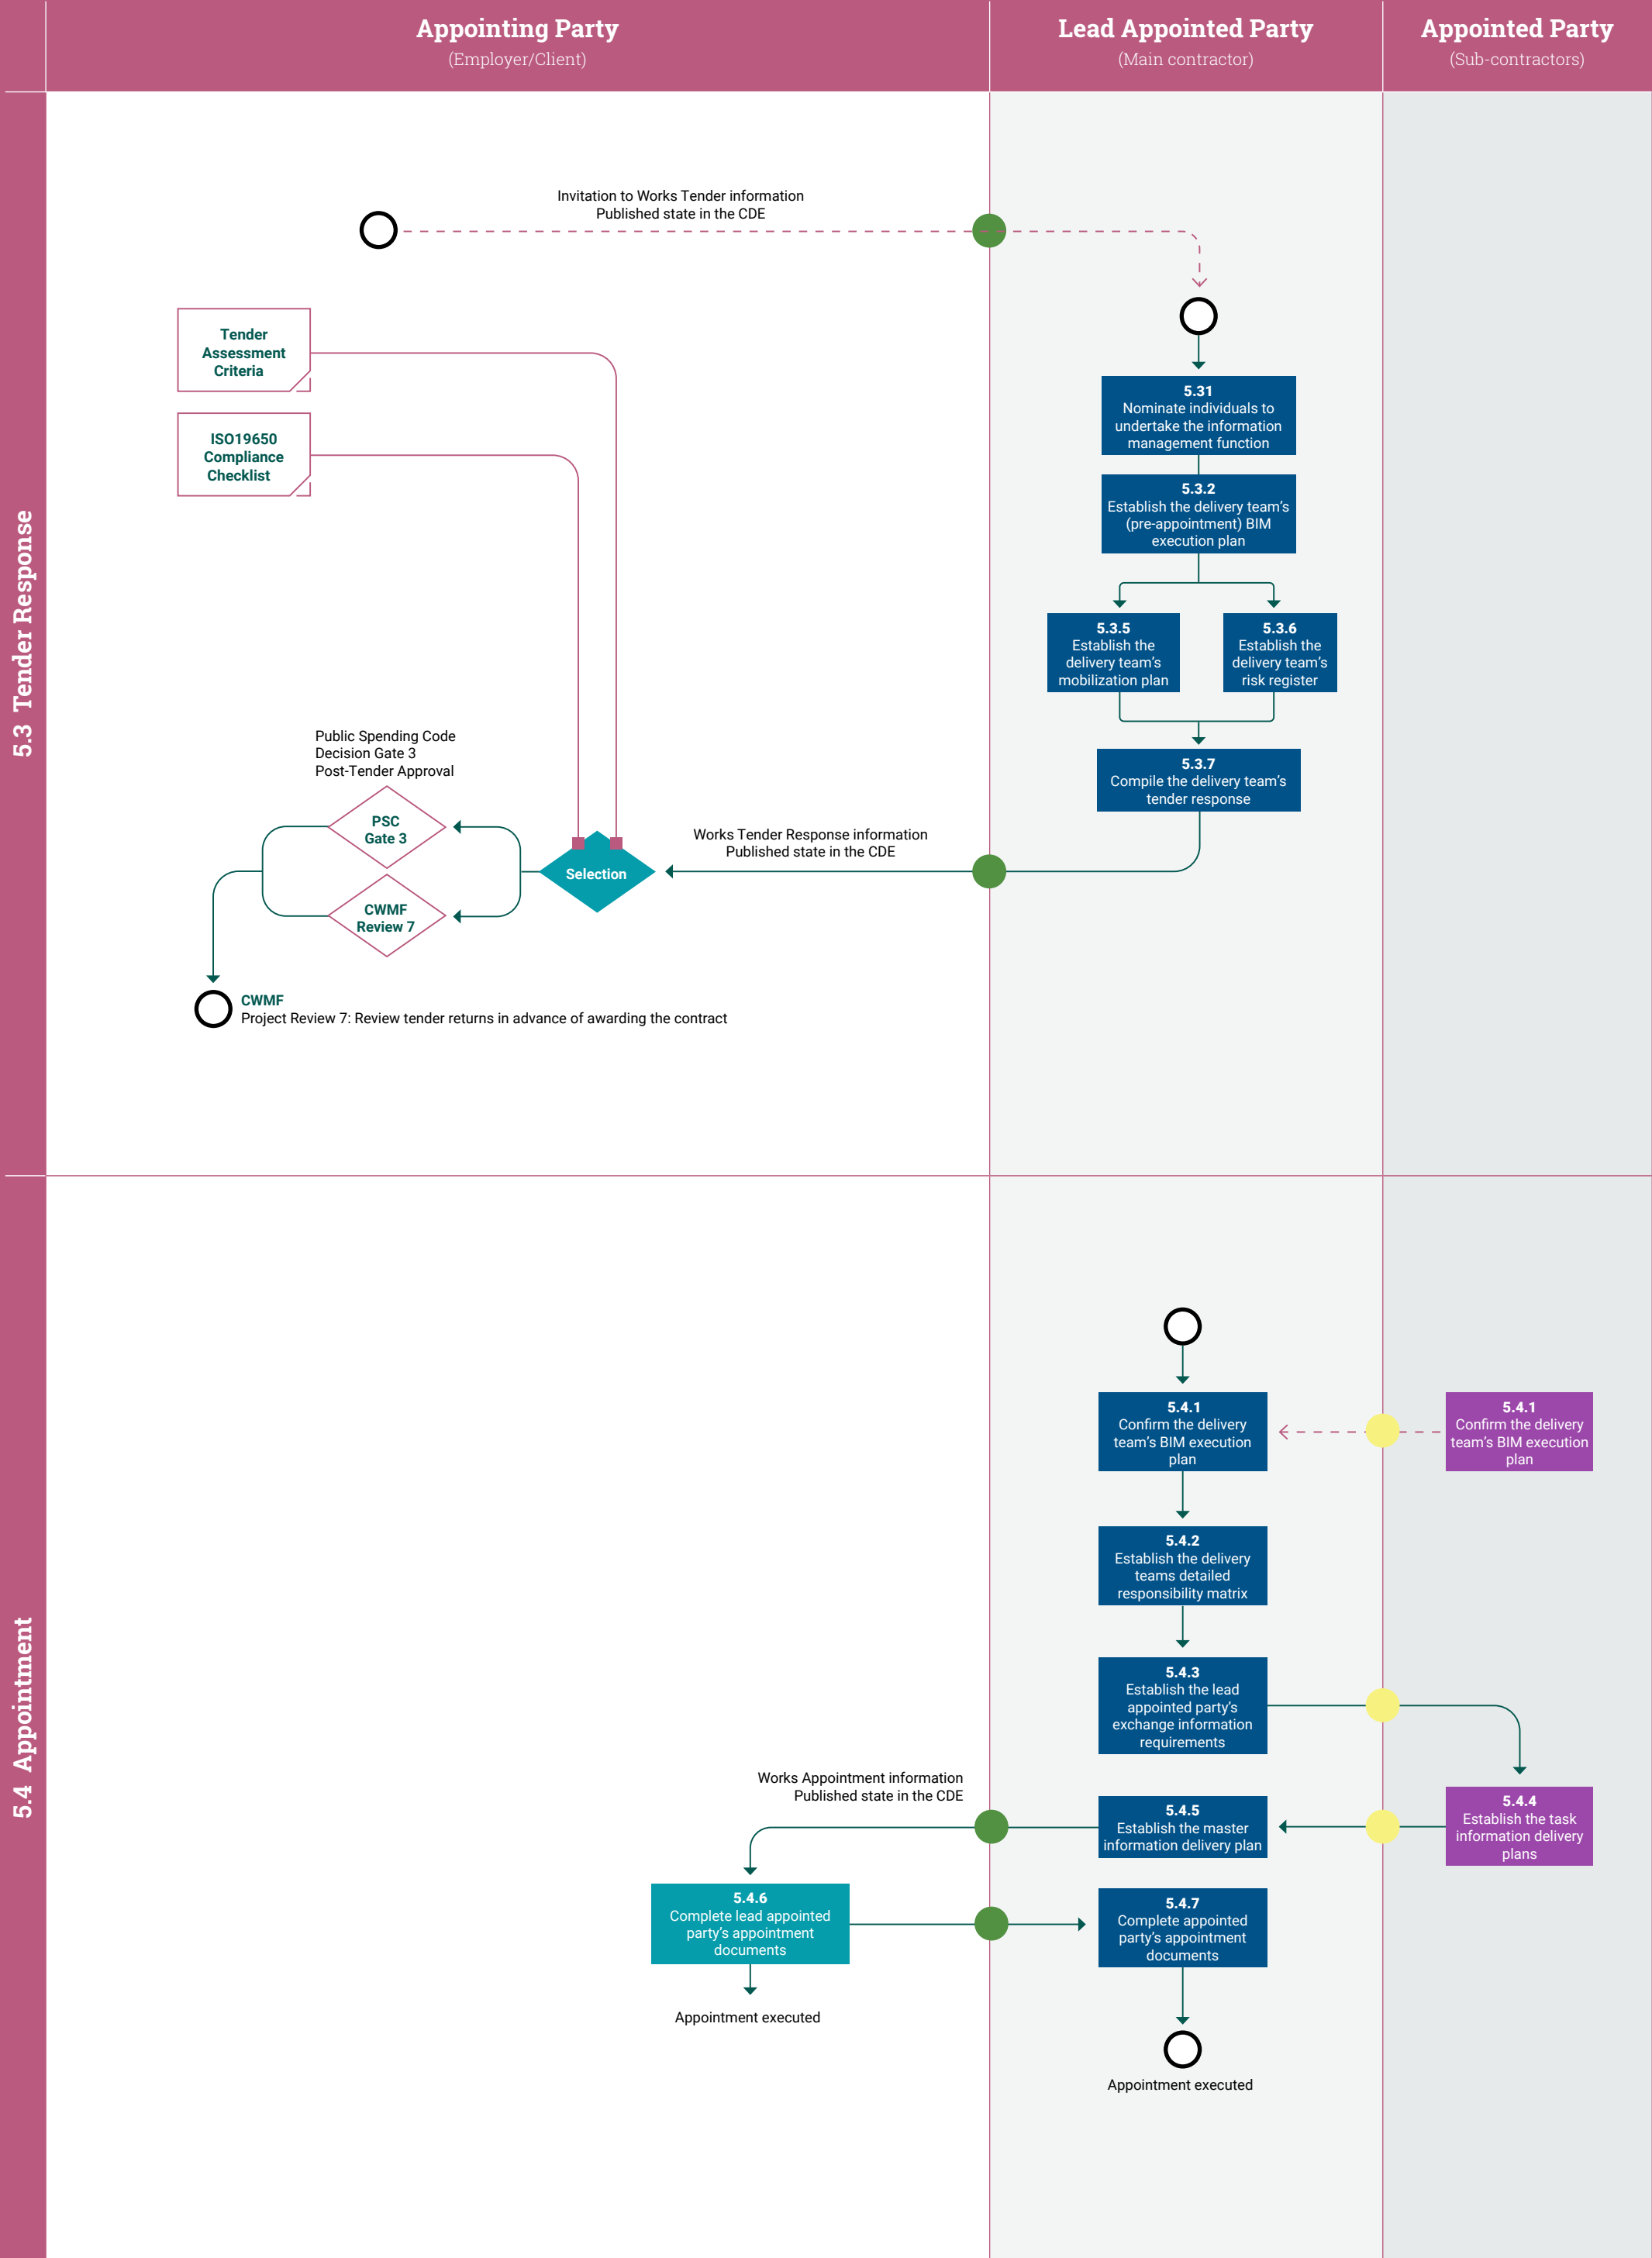 Appointing Party
(Employer/Client)
Lead Appointed Party
(Main contractor)
Appointed Party
(Sub-contractors)
5.3 Tender Response
Invitation to Works Tender information
Published state in the CDE
Tender
Assessment
Criteria
ISO19650
Compliance
Checklist
5.31
Nominate individuals to
undertake the information
management function
5.3.2
Establish the delivery team’s
(pre-appointment) BIM
execution plan
5.3.5
Establish the
delivery team’s
mobilization plan
5.3.6
Establish the
delivery team’s
risk register
5.3.7
Compile the delivery team’s
tender response
Works Tender Response information
Published state in the CDE
Selection
Public Spending Code
Decision Gate 3
Post-Tender Approval
PSC
Gate 3
CWMF
Review 7
CWMF
Project Review 7: Review tender returns in advance of awarding the contract
5.4 Appointment
5.4.1
Confirm the delivery
team’s BIM execution
plan
5.4.1
Confirm the delivery
team’s BIM execution
plan
5.4.2
Establish the delivery
teams detailed
responsibility matrix
5.4.3
Establish the lead
appointed party’s
exchange information
requirements
5.4.4
Establish the task
information delivery
plans
5.4.5
Establish the master
information delivery plan
Works Appointment information
Published state in the CDE
5.4.6
Complete lead appointed
party’s appointment
documents
Appointment executed
5.4.7
Complete appointed
party’s appointment
documents
Appointment executed